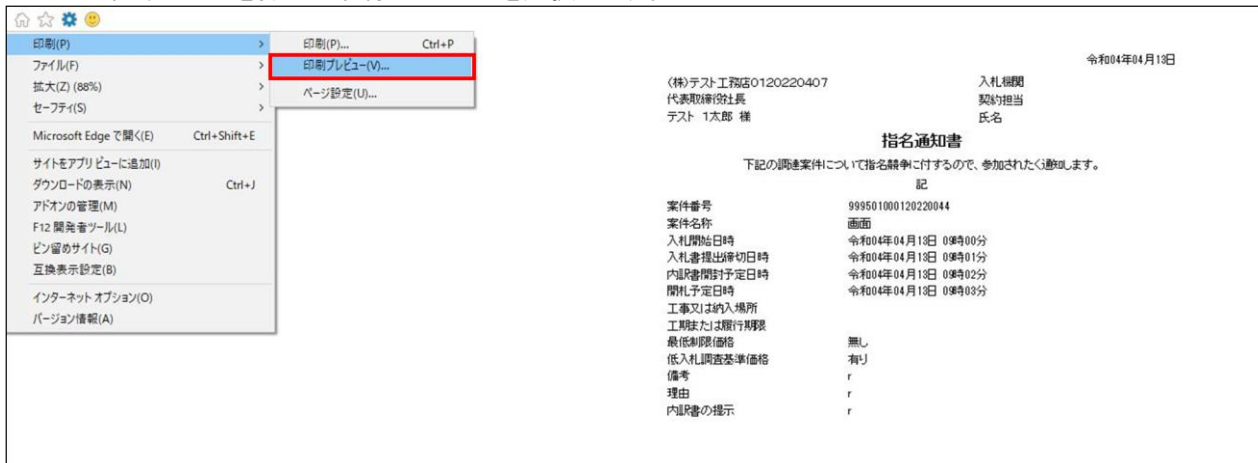 印刷(P) >
ファイル(F) >
拡大(Z) (88%) >
セーフティ(S) >
Microsoft Edge で開く(E) Ctrl+Shift+E
サイトをアプリ ビューに追加(I)
ダウンロードの表示(N) Ctrl+J
アドオンの管理(M)
F12 開発者ツール(L)
ピン留めサイト(G)
互換表示設定(B)
インターネット オプション(O)
バージョン情報(A)
印刷(P)... Ctrl+P
印刷プレビュー(V)...
ページ設定(U)...
令和04年04月13日
(株)テスト工務店0120220407 入札機関
代表取締役社長 契約担当
テスト 1太郎 様 氏名
指名通知書
下記の調達案件について指名競争に付するので、参加されたく通知します。
記
案件番号 999501000120220044
案件名称 画面
入札開始日時 令和04年04月13日 09時00分
入札書提出締切日時 令和04年04月13日 09時01分
内訳書開封予定日時 令和04年04月13日 09時02分
開札予定日時 令和04年04月13日 09時03分
工事又は納入場所
工期または履行期限
最低制限価格 無し
低入札調査基準価格 有り
備考 r
理由 r
内訳書の提示 r